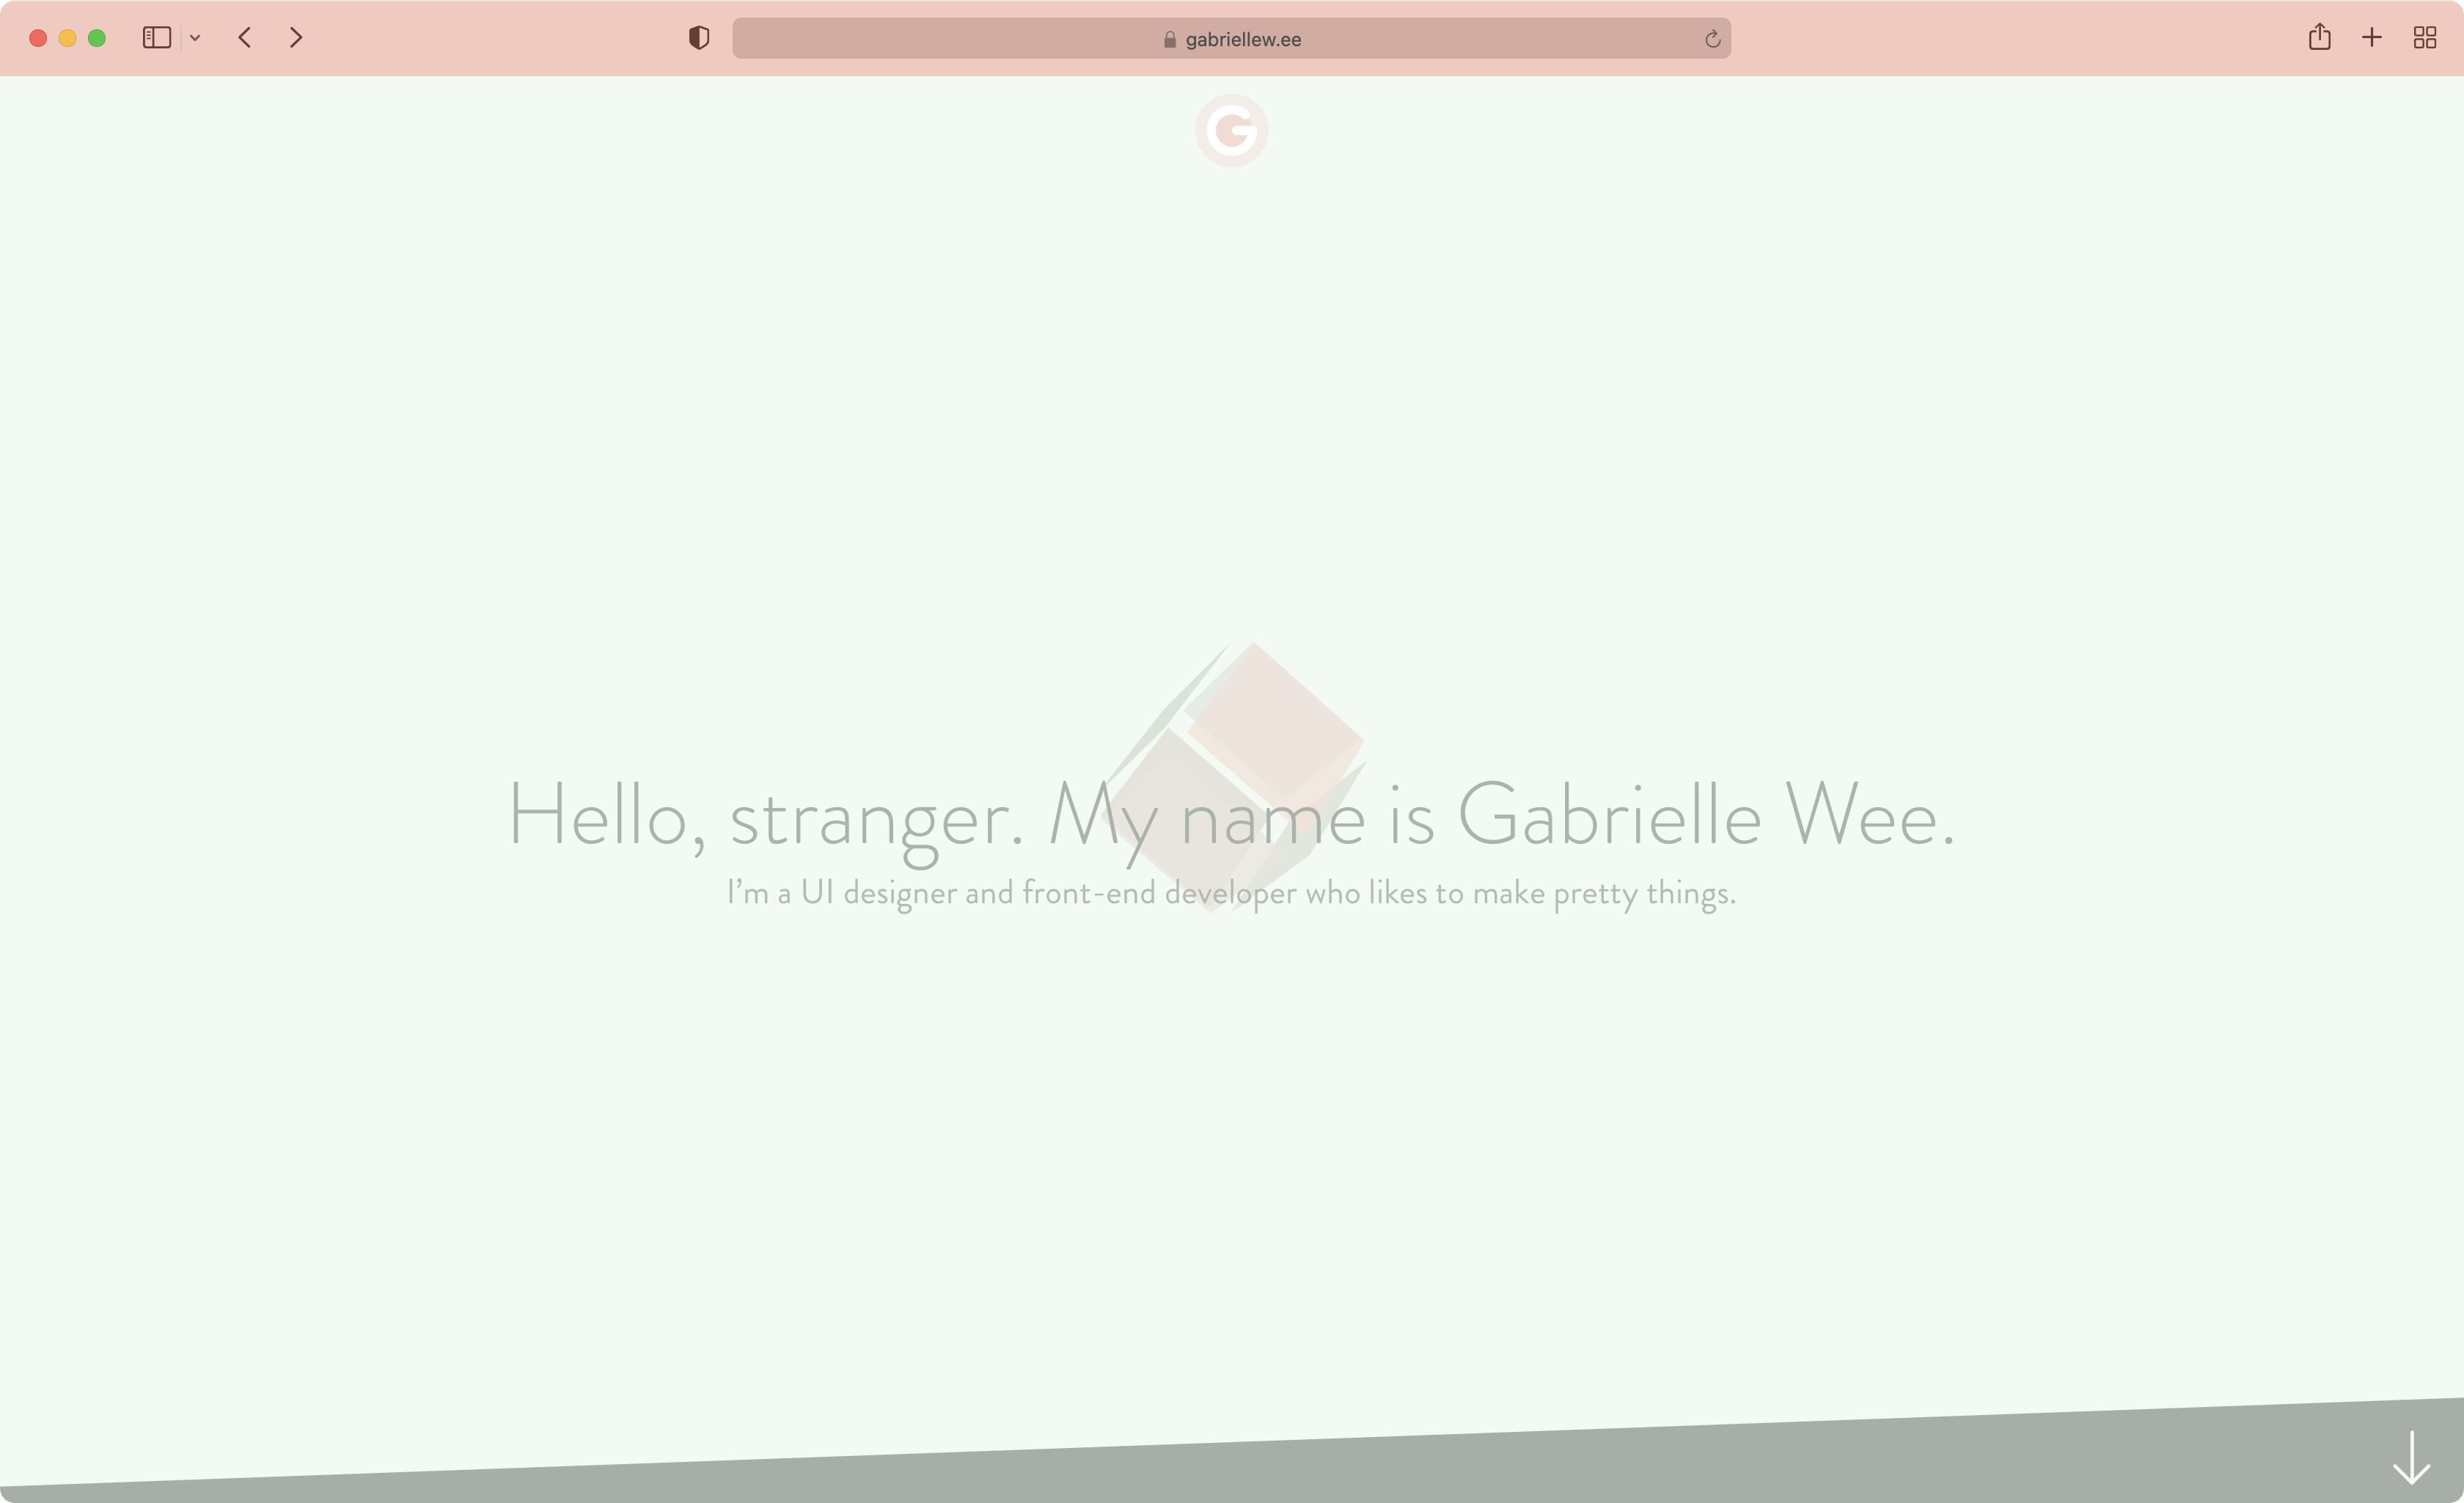 gabriellew.ee
G
Hello, stranger. My name is Gabrielle Wee.
I’m a UI designer and front-end developer who likes to make pretty things.